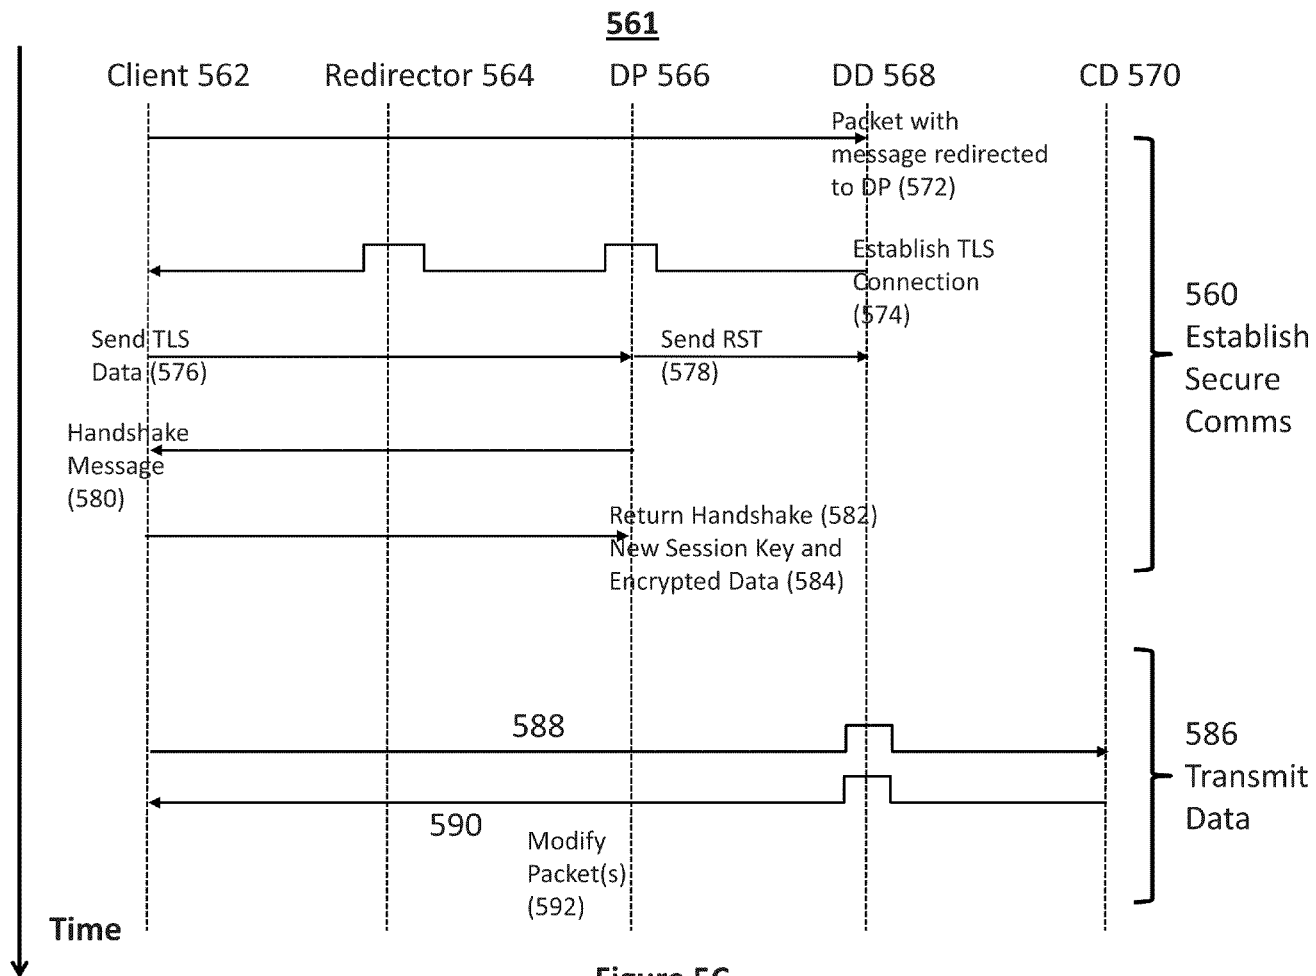 561
Client 562
Redirector 564
DP 566
DD 568
CD 570
Packet with
message redirected
to DP (572)
Establish TLS
Connection
(574)
560
Establish
Secure
Comms
Send TLS
Data (576)
Send RST
(578)
Handshake
Message
(580)
Return Handshake (582)
New Session Key and
Encrypted Data (584)
588
586
Transmit
Data
590
Modify
Packet(s)
(592)
Time
Figure 5C